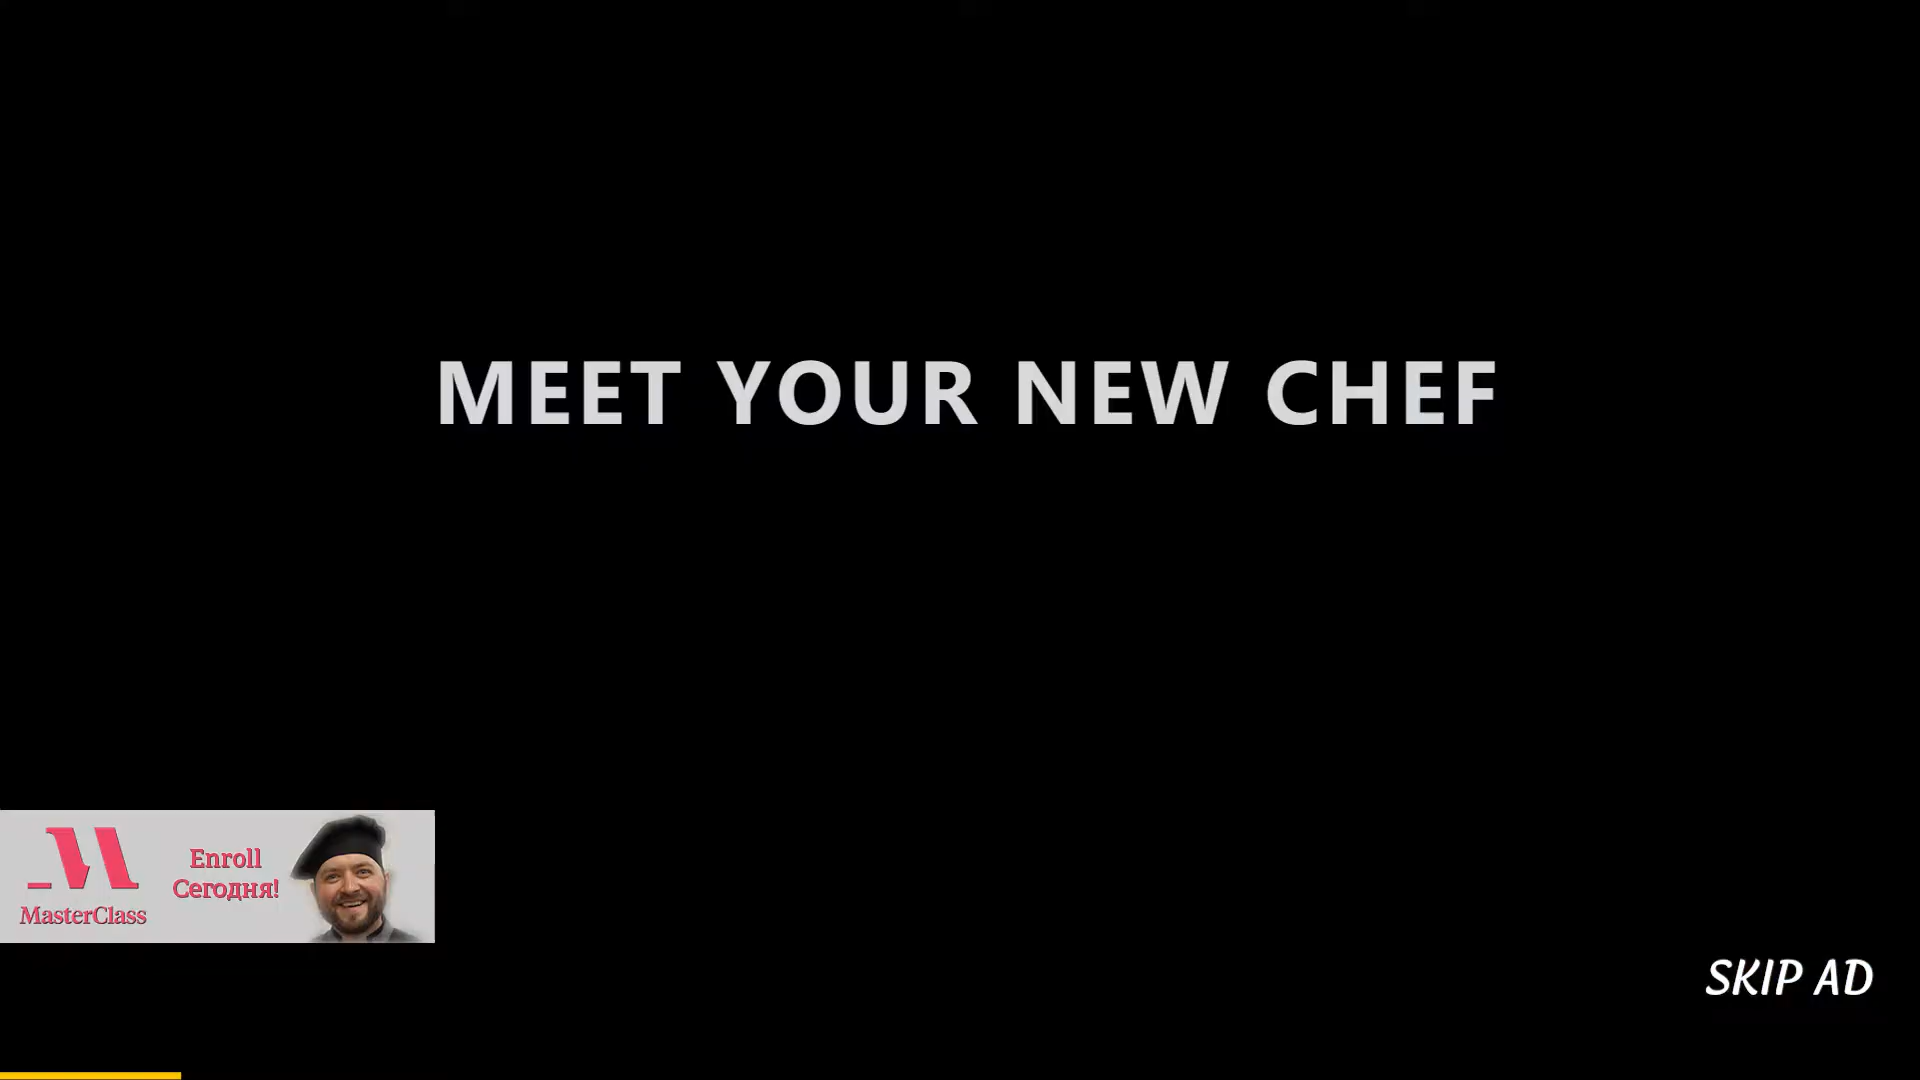 MEET YOUR NEW CHEF
Enroll
Сегодня!
MasterClass
SKIP AD